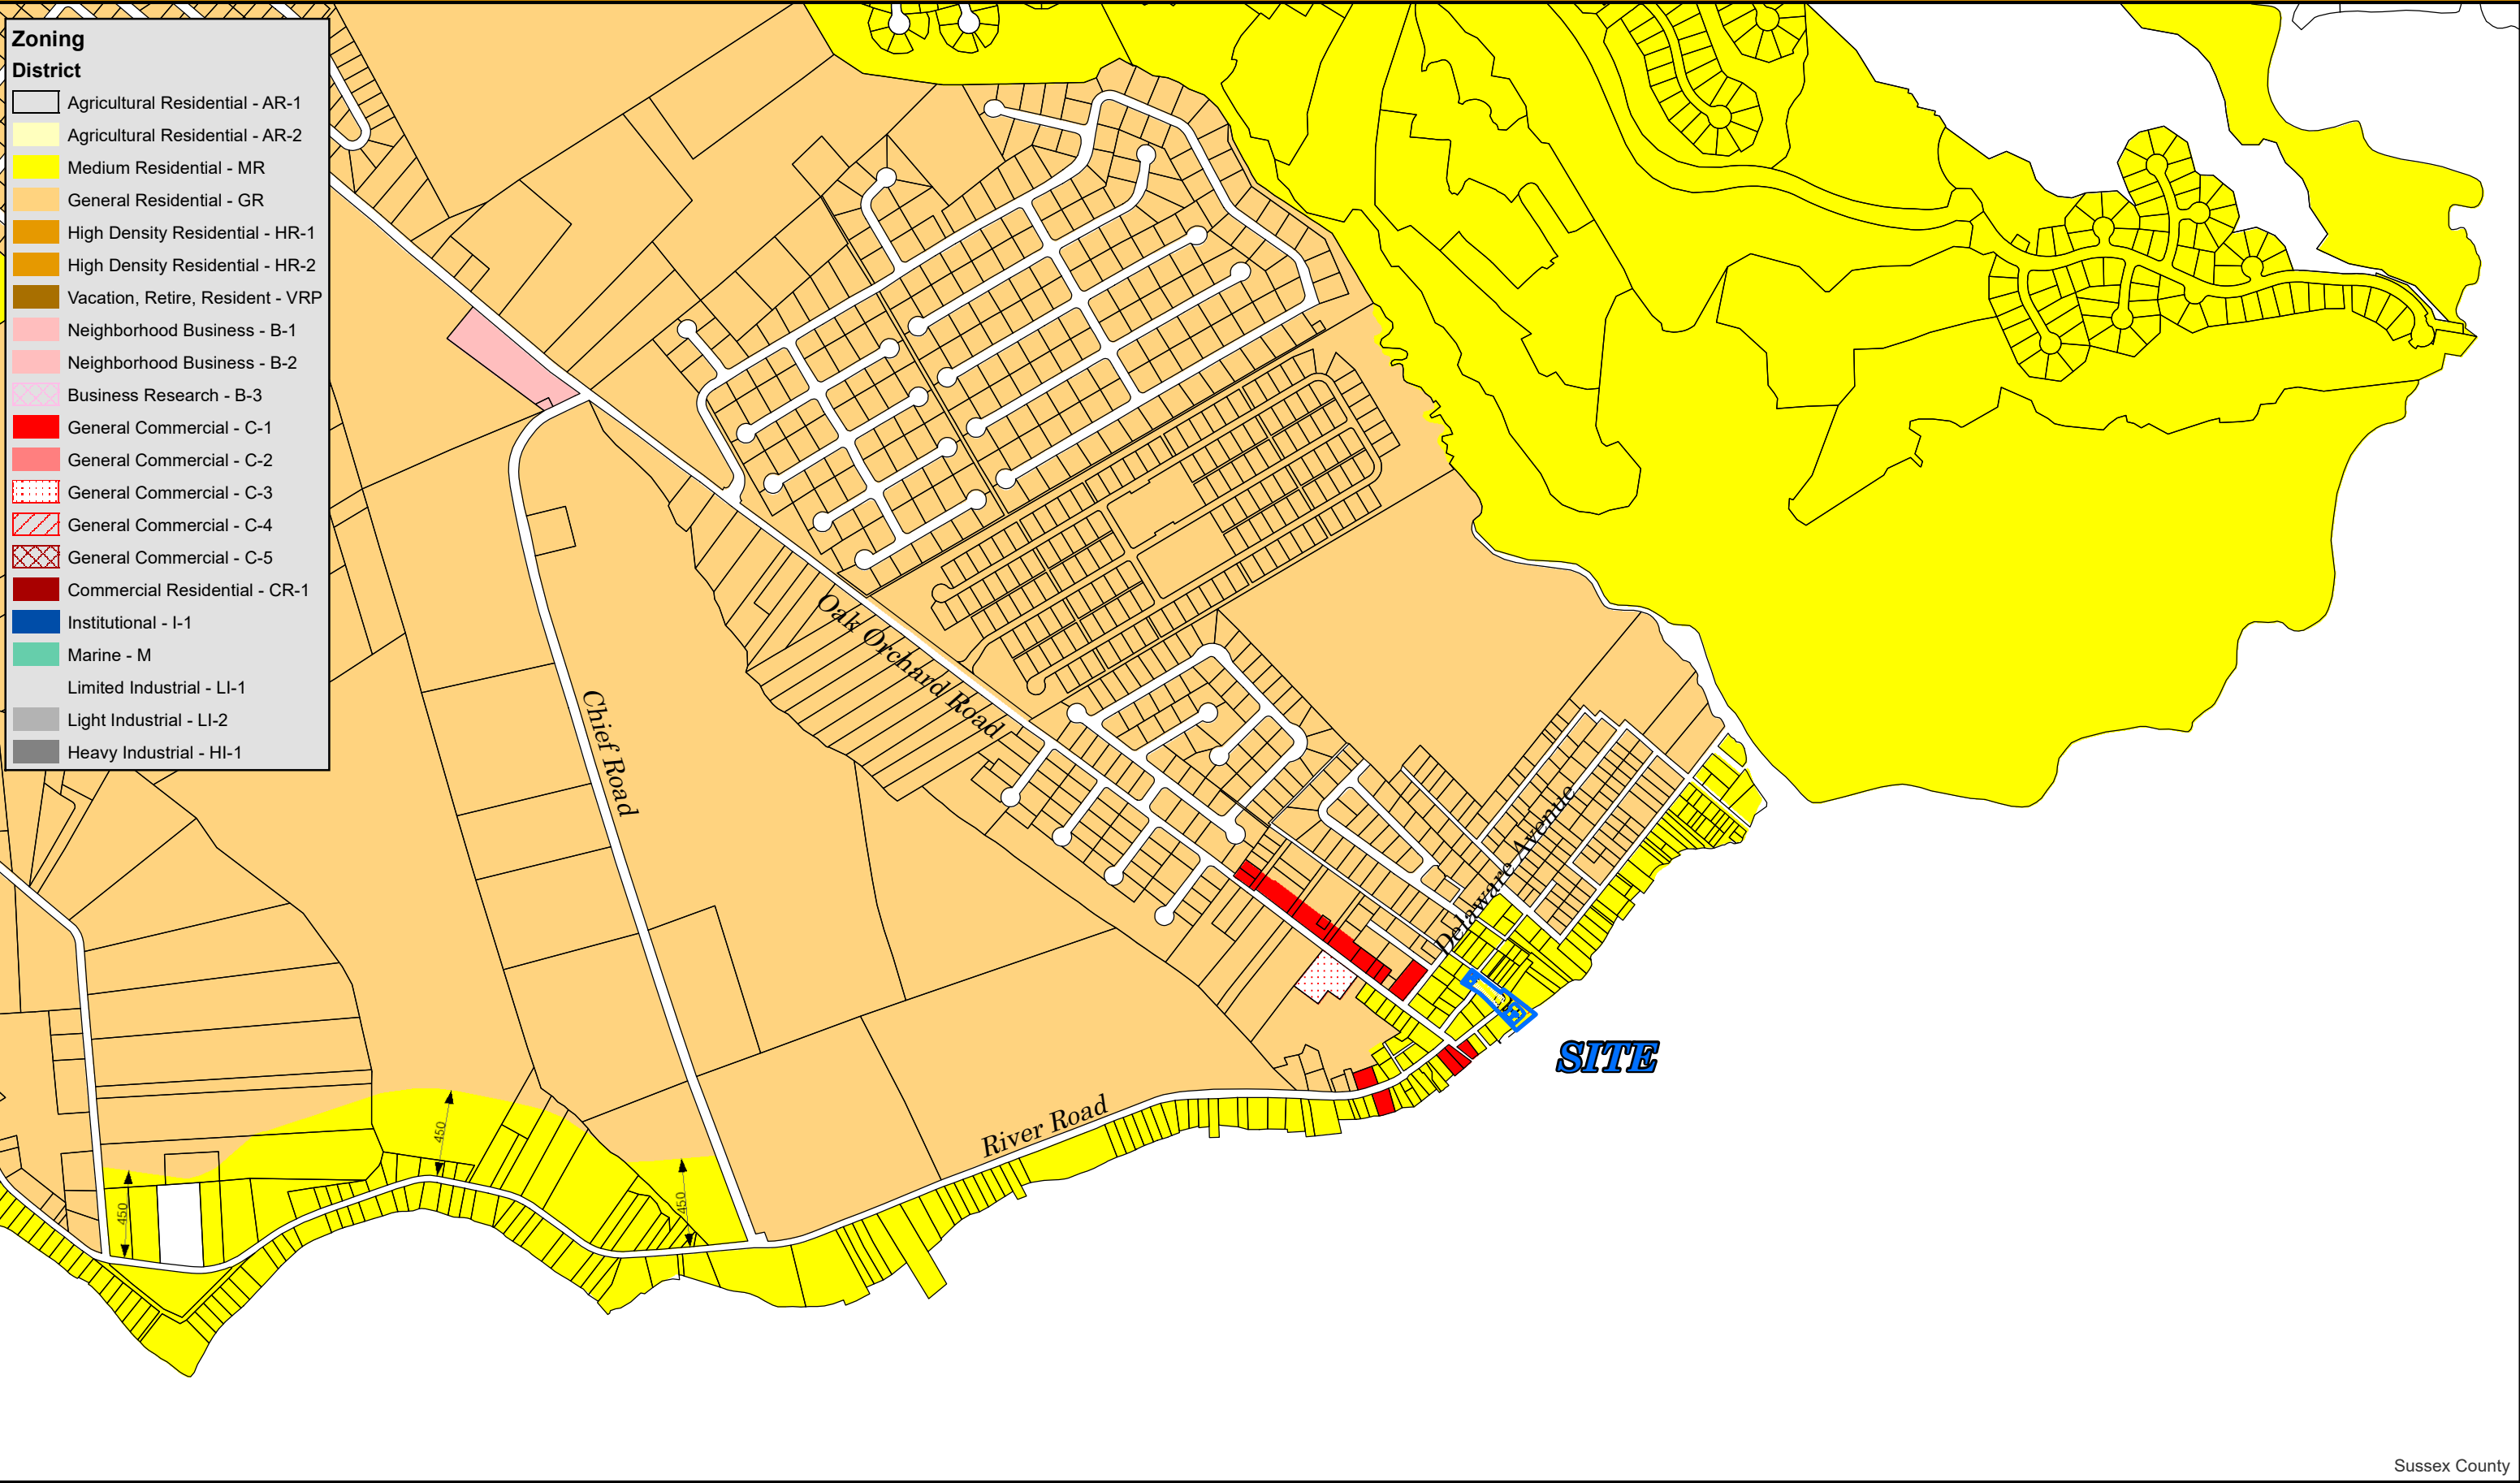 Zoning
District
Agricultural Residential - AR-1
Agricultural Residential - AR-2
Medium Residential - MR
General Residential - GR
High Density Residential - HR-1
High Density Residential - HR-2
Vacation, Retire, Resident - VRP
Neighborhood Business - B-1
Neighborhood Business - B-2
Business Research - B-3
General Commercial - C-1
General Commercial - C-2
General Commercial - C-3
General Commercial - C-4
General Commercial - C-5
Commercial Residential - CR-1
Institutional - I-1
Marine - M
Limited Industrial - LI-1
Light Industrial - LI-2
Heavy Industrial - HI-1
Oak Orchard Road
Chief Road
Delaware Avenue
SITE
River Road
450
450
450
Sussex County